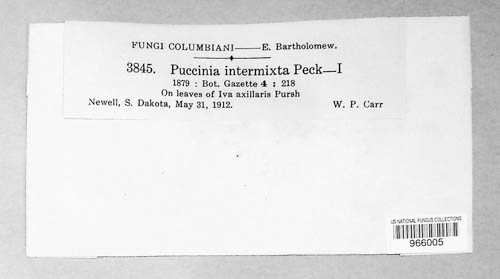 FUNGI COLUMBIANI—E. Bartholomew.
3845. Puccinia intermixta Peck—I
1879 : Bot. Gazette 4 : 218
On leaves of Iva axillaris Pursh
Newell, S. Dakota, May 31, 1912. W. P. Carr
US NATIONAL FUNGUS COLLECTIONS
966005